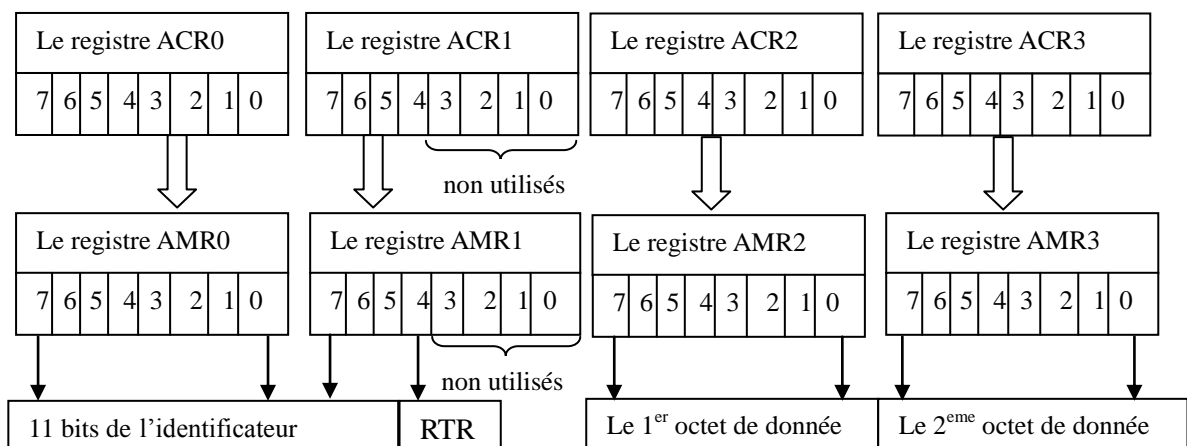 Le registre ACR0 Le registre ACR1 Le registre ACR2 Le registre ACR3
7 6 5 4 3 2 1 0 7 6 5 4 3 2 1 0 7 6 5 4 3 2 1 0 7 6 5 4 3 2 1 0
non utilisés
Le registre AMR0 Le registre AMR1 Le registre AMR2 Le registre AMR3
7 6 5 4 3 2 1 0 7 6 5 4 3 2 1 0 7 6 5 4 3 2 1 0 7 6 5 4 3 2 1 0
non utilisés
11 bits de l’identificateur RTR Le 1er octet de donnée Le 2eme octet de donnée